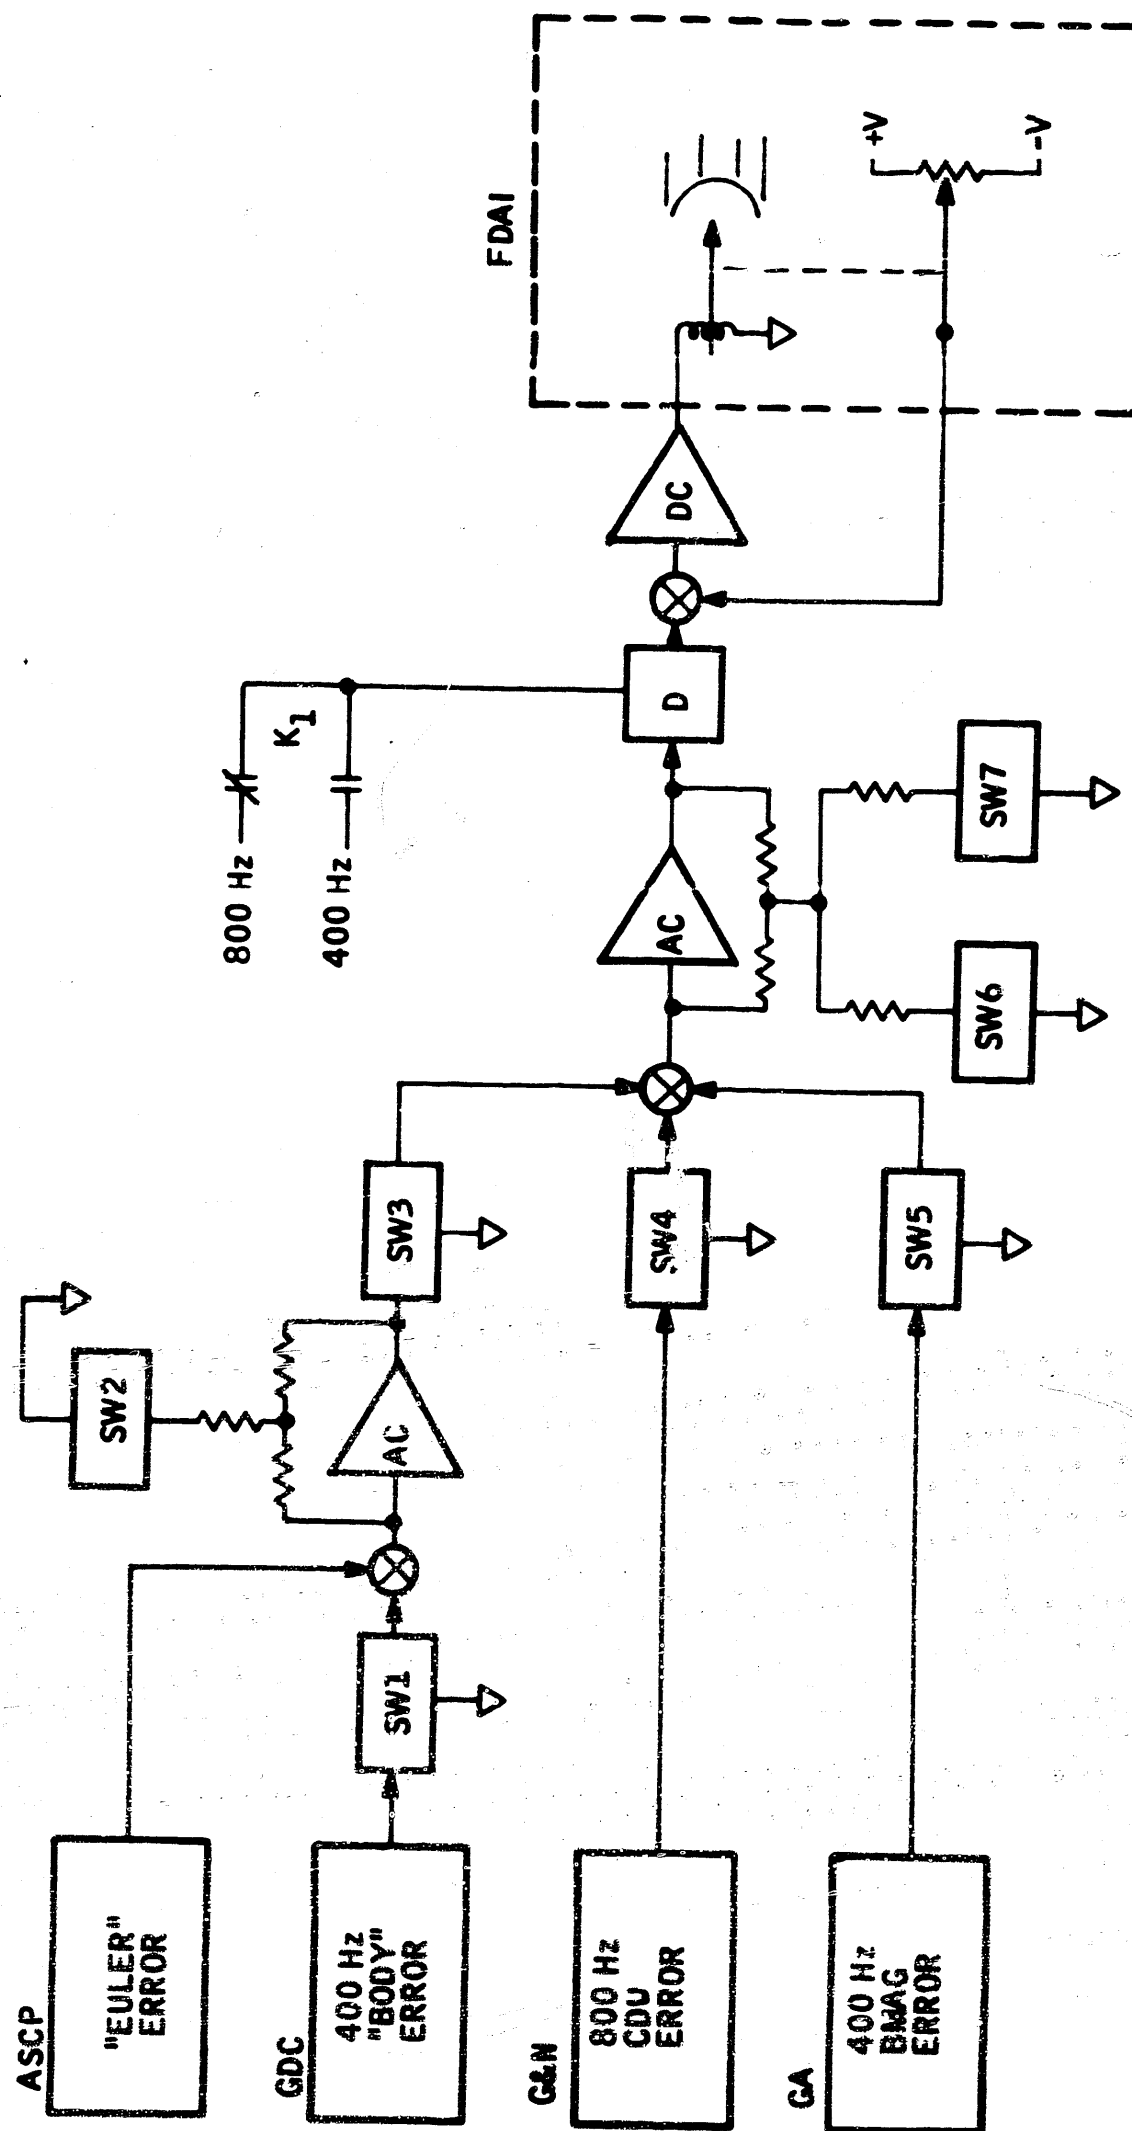 ASCP
"EULER"
ERROR
GDC
400 Hz
"BODY"
ERROR
G&N
800 Hz
CDU
ERROR
GA
400 Hz
BMAG
ERROR
SW1
SW2
AC
SW3
SW4
SW5
800 Hz
400 Hz
K1
AC
SW6
SW7
D
DC
FDAI
+V
-V